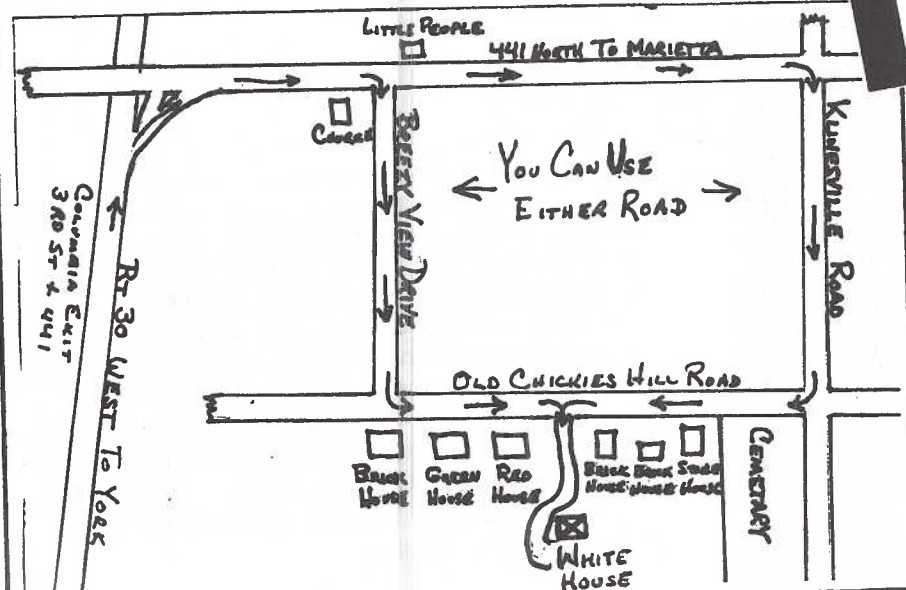 LITTLE PEOPLE
441 NORTH TO MARIETTA
CHURCH
BREEZY VIEW DRIVE
YOU CAN USE
EITHER ROAD
KLINESVILLE ROAD
COLUMBIA EXIT
3RD ST & 441
RT 30 WEST TO YORK
OLD CHICKIES HILL ROAD
BRICK
HOUSE
GREEN
HOUSE
RED
HOUSE
BRICK
HOUSE
BRICK
HOUSE
STONE
HOUSE
CEMETARY
WHITE
HOUSE